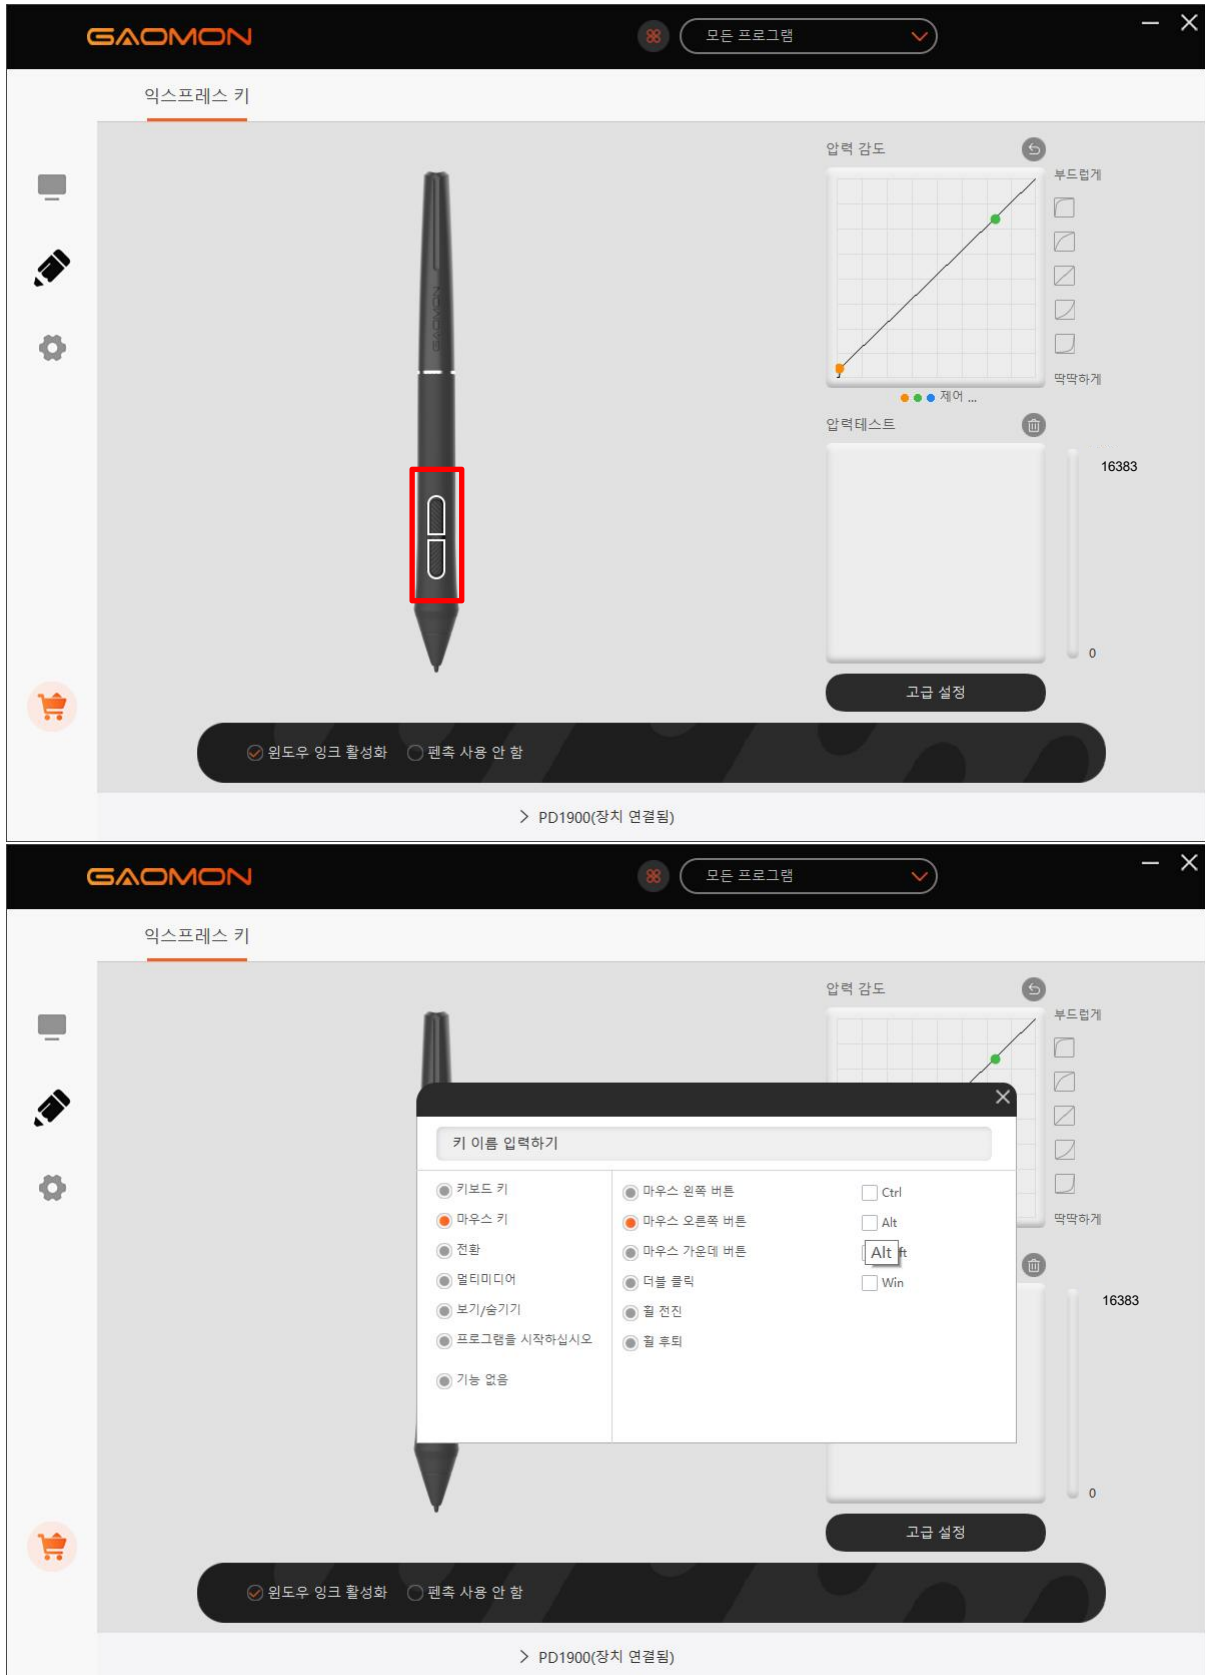 GAOMON
모든 프로그램
익스프레스 키
압력 감도
부드럽게
GAOMON
딱딱하게
제어 ...
압력테스트
16383
0
고급 설정
윈도우 잉크 활성화
펜촉 사용 안 함
> PD1900(장치 연결됨)
GAOMON
모든 프로그램
익스프레스 키
압력 감도
부드럽게
키 이름 입력하기
키보드 키
마우스 키
전환
멀티미디어
보기/숨기기
프로그램을 시작하십시오
기능 없음
마우스 왼쪽 버튼
마우스 오른쪽 버튼
마우스 가운데 버튼
더블 클릭
휠 전진
휠 후퇴
Ctrl
Alt
Alt
Win
딱딱하게
16383
0
고급 설정
윈도우 잉크 활성화
펜촉 사용 안 함
> PD1900(장치 연결됨)